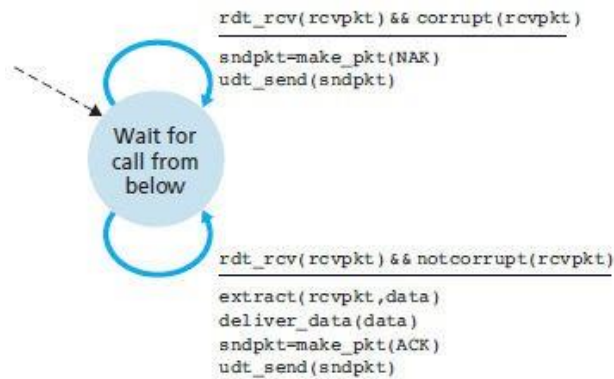 rdt_rcv(rcvpkt) && corrupt(rcvpkt)
sndpkt=make_pkt(NAK)
udt_send(sndpkt)
Wait for
call from
below
rdt_rcv(rcvpkt) && notcorrupt(rcvpkt)
extract(rcvpkt,data)
deliver_data(data)
sndpkt=make_pkt(ACK)
udt_send(sndpkt)